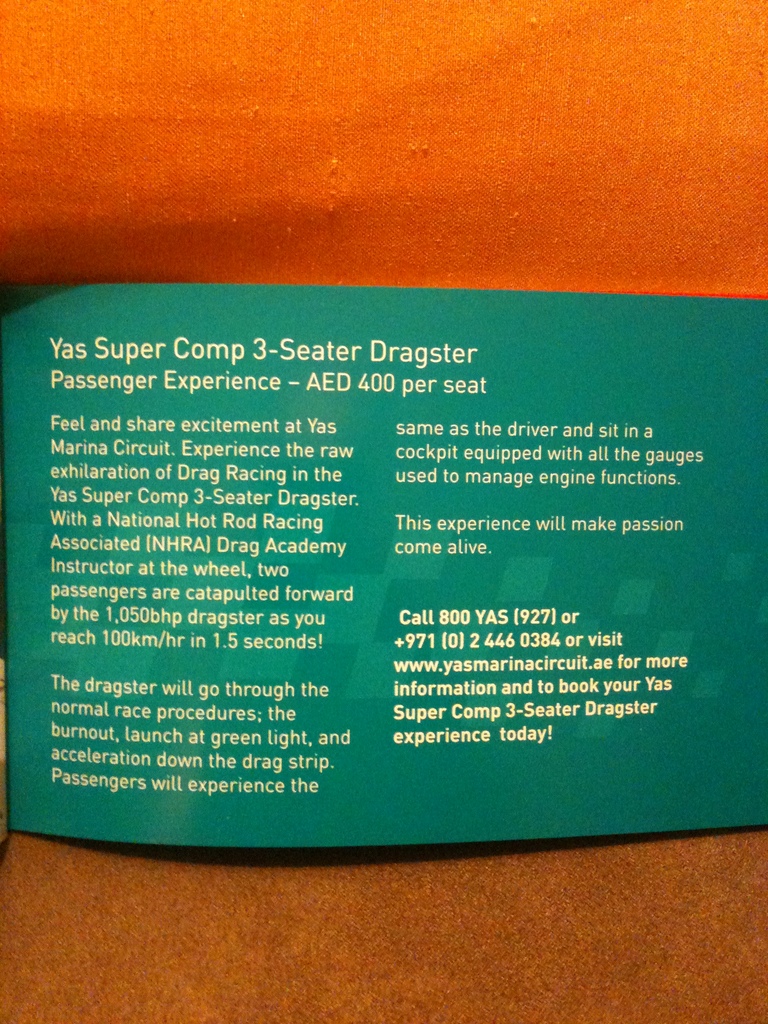 Yas Super Comp 3-Seater Dragster
Passenger Experience – AED 400 per seat
Feel and share excitement at Yas
Marina Circuit. Experience the raw
exhilaration of Drag Racing in the
Yas Super Comp 3-Seater Dragster.
With a National Hot Rod Racing
Associated (NHRA) Drag Academy
Instructor at the wheel, two
passengers are catapulted forward
by the 1,050bhp dragster as you
reach 100km/hr in 1.5 seconds!
The dragster will go through the
normal race procedures; the
burnout, launch at green light, and
acceleration down the drag strip.
Passengers will experience the
same as the driver and sit in a
cockpit equipped with all the gauges
used to manage engine functions.
This experience will make passion
come alive.
Call 800 YAS (927) or
+971 (0) 2 446 0384 or visit
www.yasmarinacircuit.ae for more
information and to book your Yas
Super Comp 3-Seater Dragster
experience today!